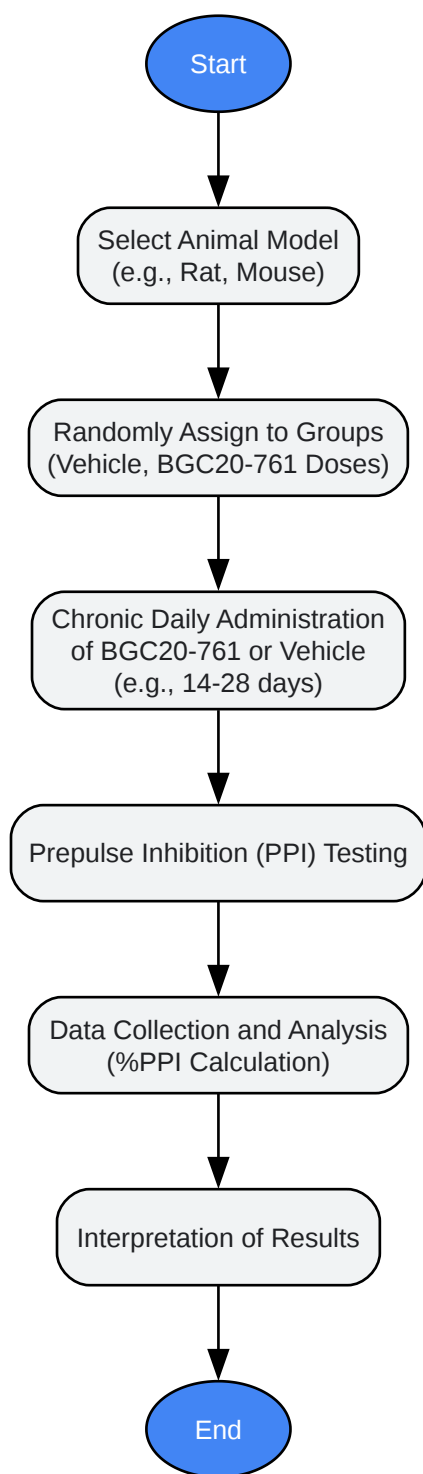 Start
Select Animal Model
(e.g., Rat, Mouse)
Randomly Assign to Groups
(Vehicle, BGC20-761 Doses)
Chronic Daily Administration
of BGC20-761 or Vehicle
(e.g., 14-28 days)
Prepulse Inhibition (PPI) Testing
Data Collection and Analysis
(%PPI Calculation)
Interpretation of Results
End